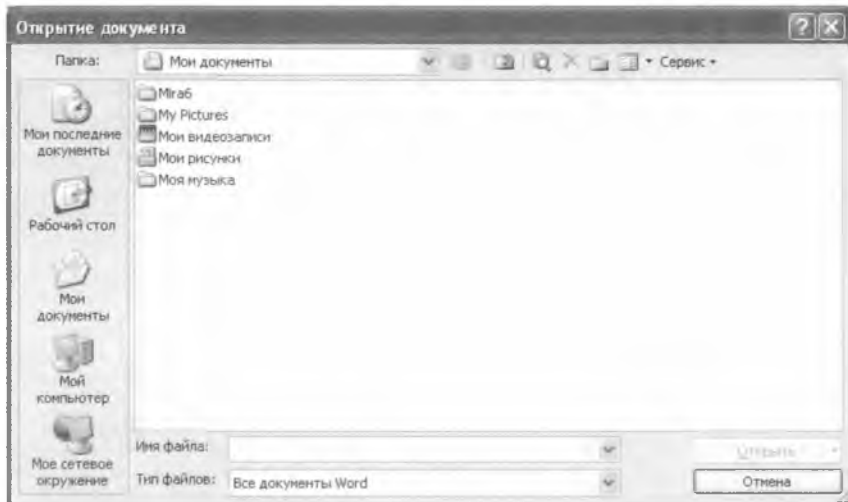 Открытие документа
Папка:
Мои документы
Сервис
Мои последние
документы
Рабочий стол
Мои
документы
Мой
компьютер
Мое сетевое
окружение
Mira6
My Pictures
Мои видеозаписи
Мои рисунки
Моя музыка
Имя файла:
Открыть
Тип файлов:
Все документы Word
Отмена